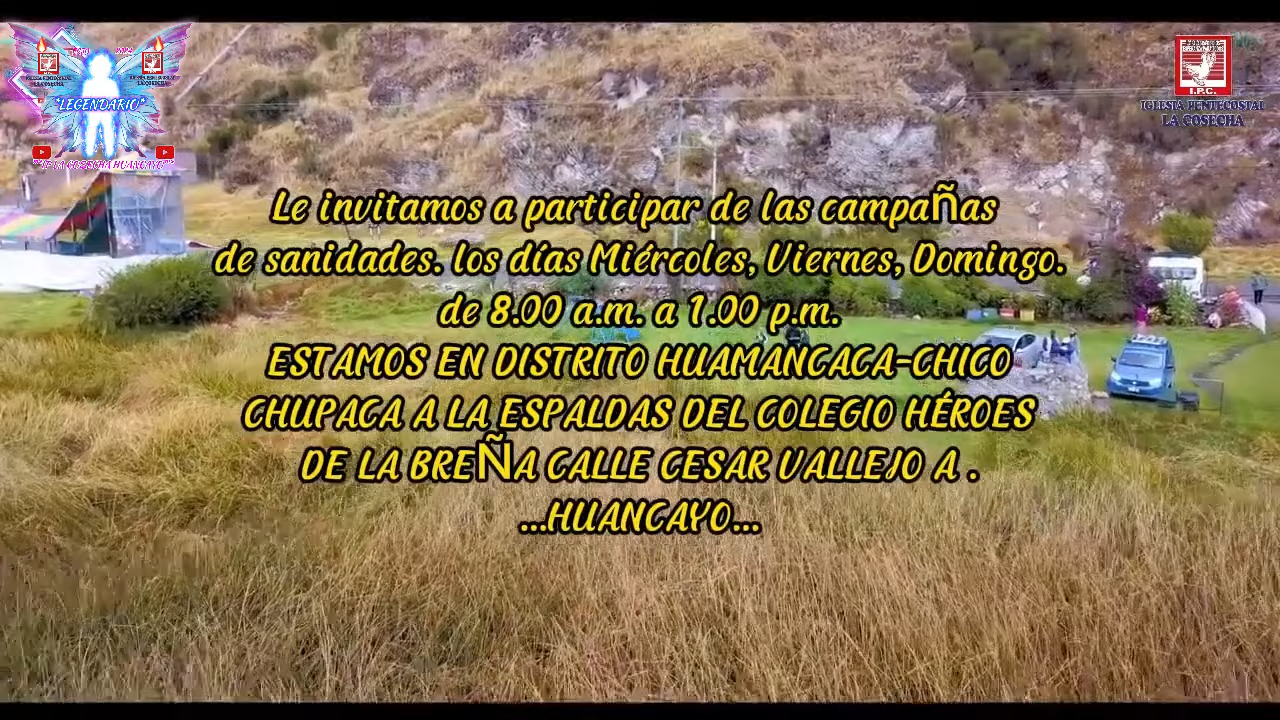 "LEGENDARIO"
I.P.C.
IGLESIA PENTECOSTAL
LA COSECHA
Le invitamos a participar de las campañas
de sanidades. los días Miércoles, Viernes, Domingo.
de 8.00 a.m. a 1.00 p.m.
ESTAMOS EN DISTRITO HUAMANCACA-CHICO
CHUPACA A LA ESPALDAS DEL COLEGIO HÉROES
DE LA BREÑA CALLE CESAR VALLEJO A .
...HUANCAYO...